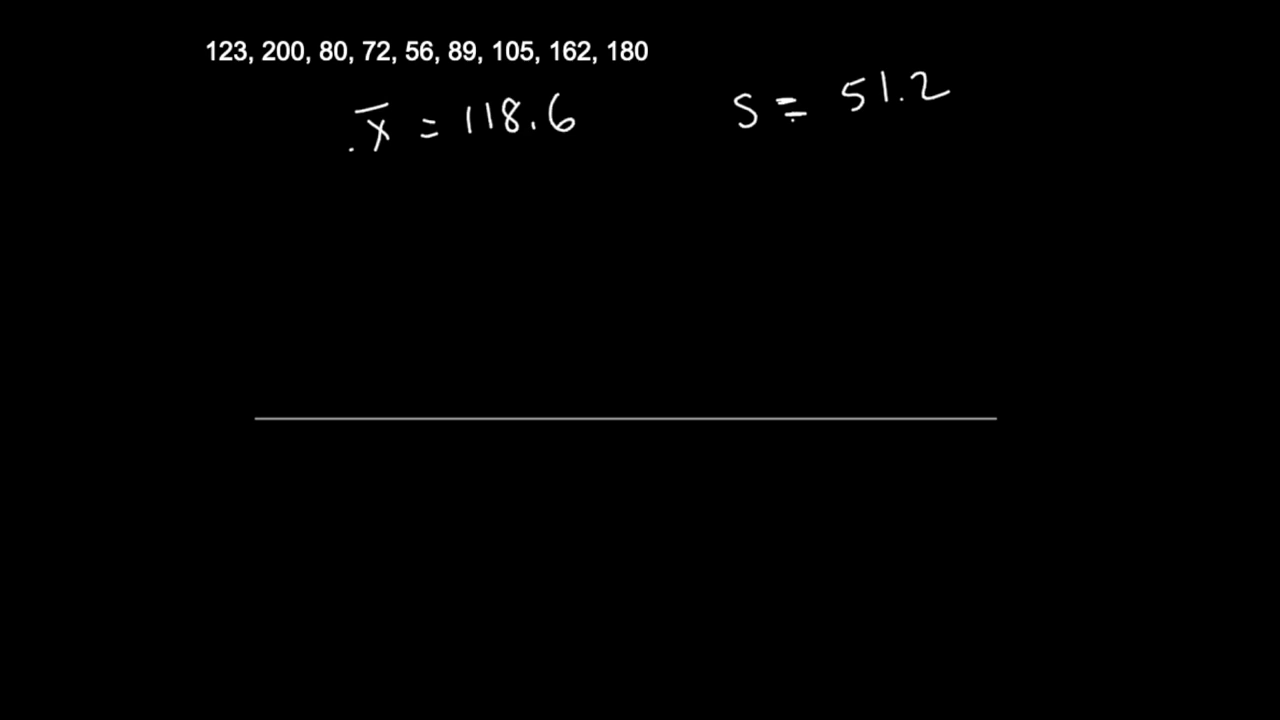 123, 200, 80, 72, 56, 89, 105, 162, 180
x̅ = 118.6 S = 51.2